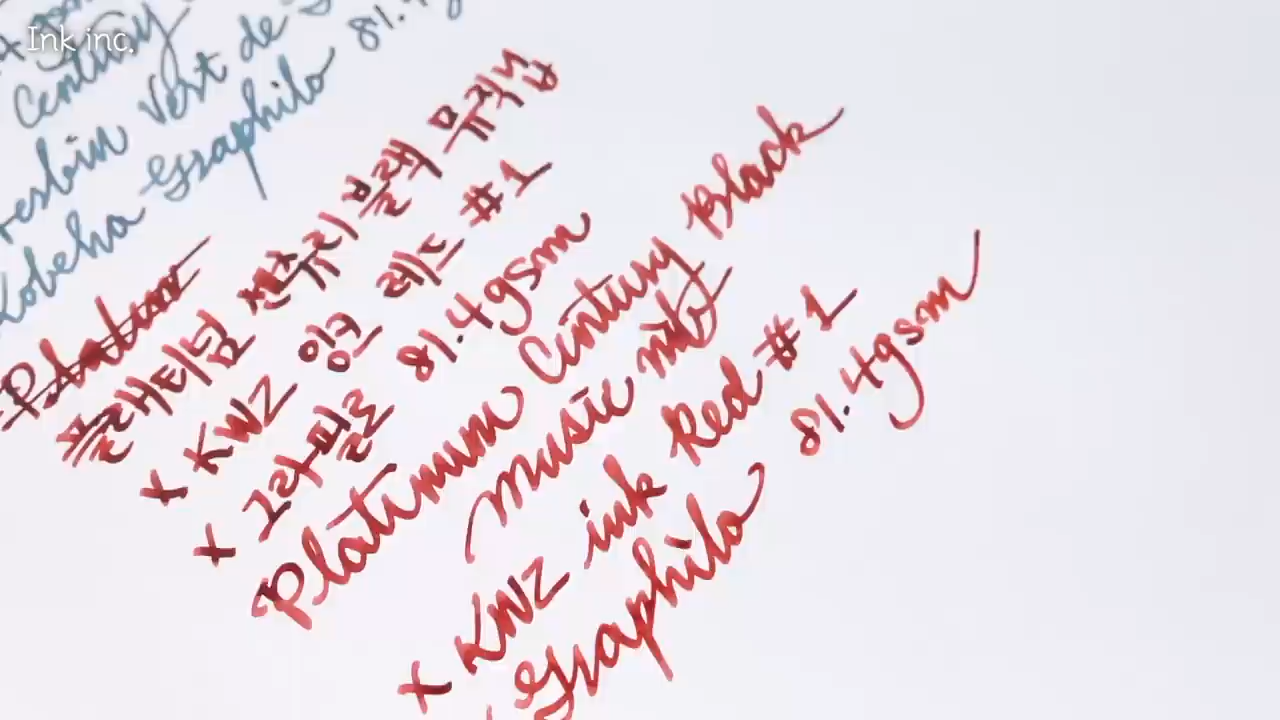 Ink inc.
Century
Vert de
Kobeha Graphilo 81.4
플래티넘 센츄리 블랙 뮤직닙
x KWZ 잉크 레드 #1
x 그라필로 81.4gsm
Platinum Century Black
music nib
x KWZ ink Red #1
Graphilo 81.4gsm